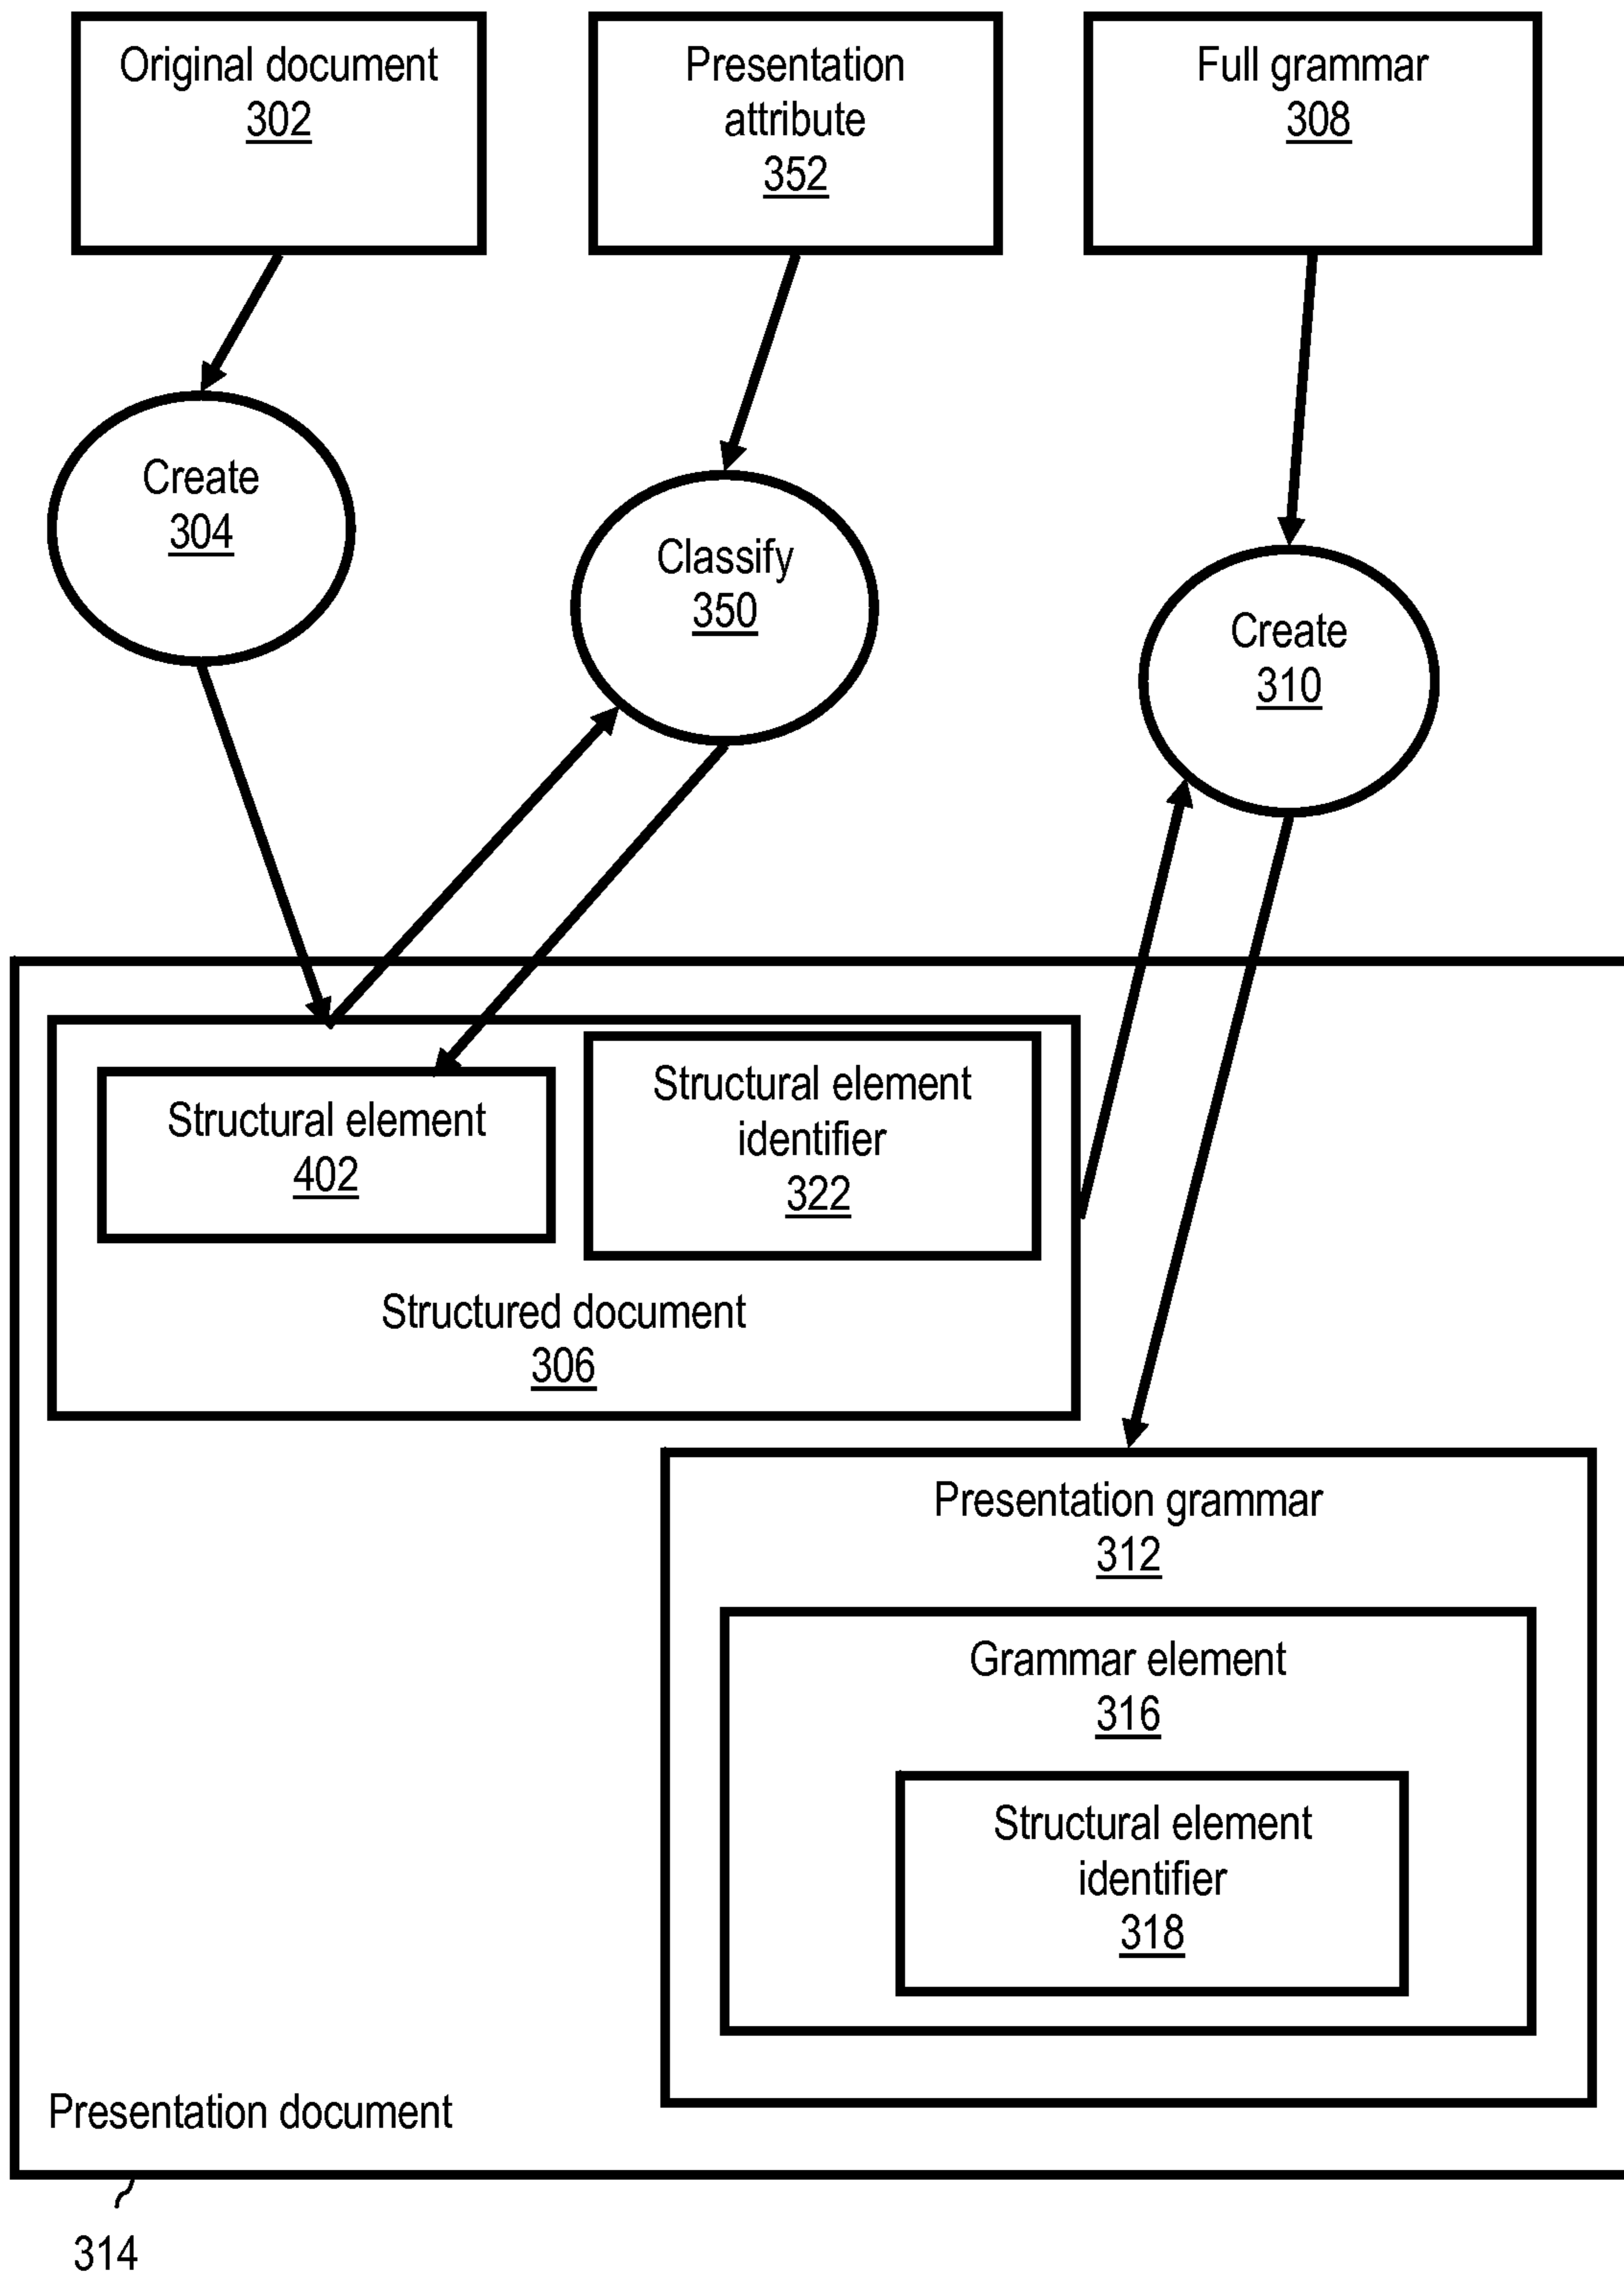 Original document
302
Presentation
attribute
352
Full grammar
308
Create
304
Classify
350
Create
310
Structural element
402
Structural element
identifier
322
Structured document
306
Presentation grammar
312
Grammar element
316
Structural element
identifier
318
Presentation document
314